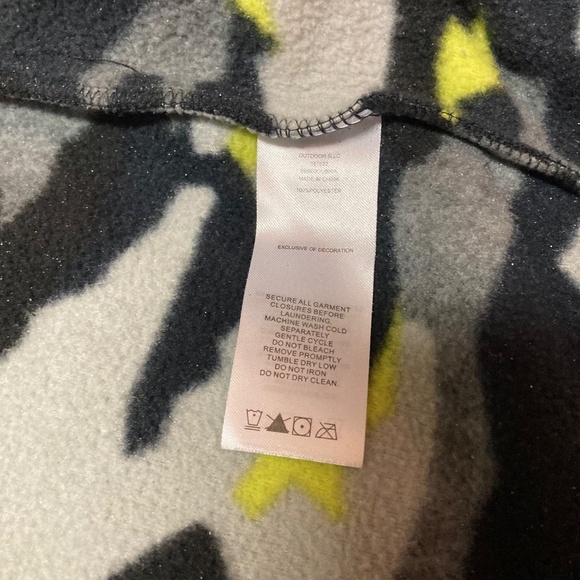 OUTDOOR 5LLC
MADE IN CHINA
100%POLYESTER
EXCLUSIVE OF DECORATION
SECURE ALL GARMENT
CLOSURES BEFORE
LAUNDERING.
MACHINE WASH COLD
SEPARATELY
GENTLE CYCLE
DO NOT BLEACH
REMOVE PROMPTLY
TUMBLE DRY LOW
DO NOT IRON
DO NOT DRY CLEAN.